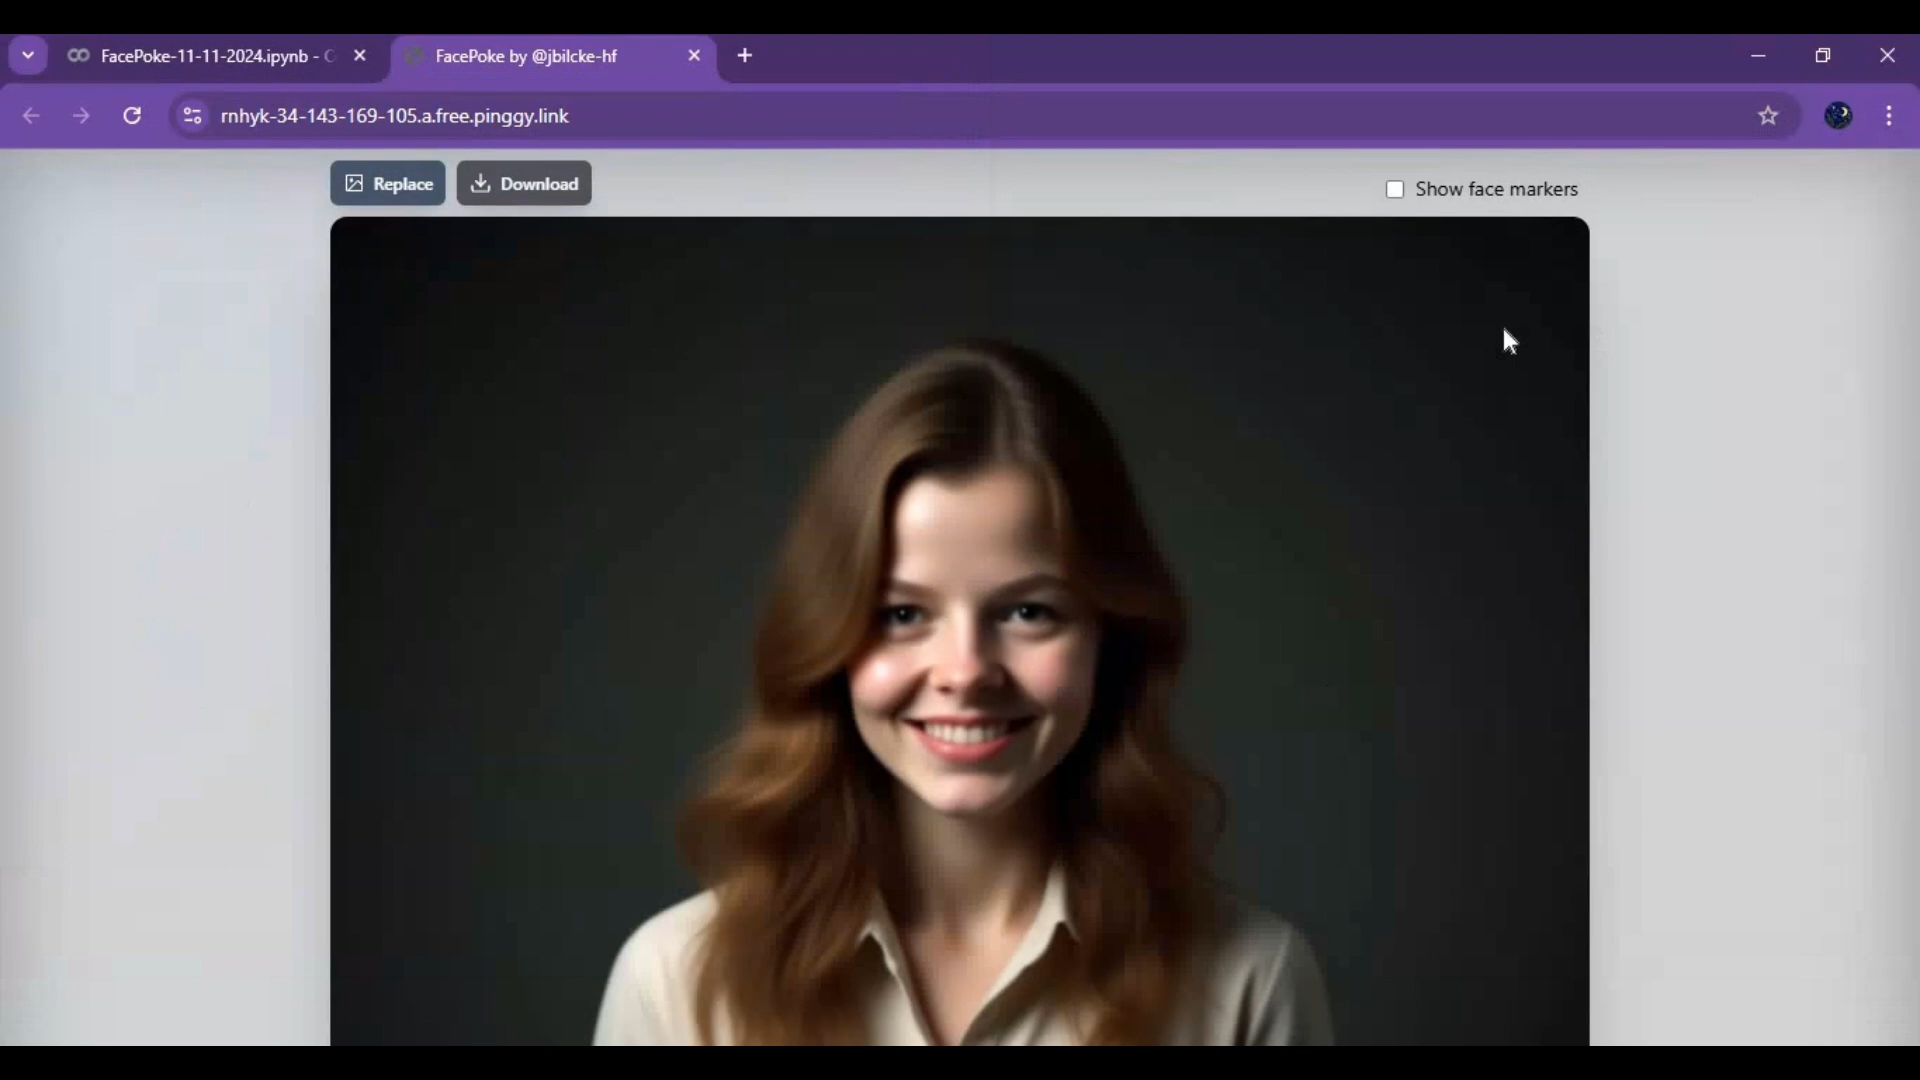 FacePoke-11-11-2024.ipynb - C
FacePoke by @jbilcke-hf
rnhyk-34-143-169-105.a.free.pinggy.link
Replace
Download
Show face markers